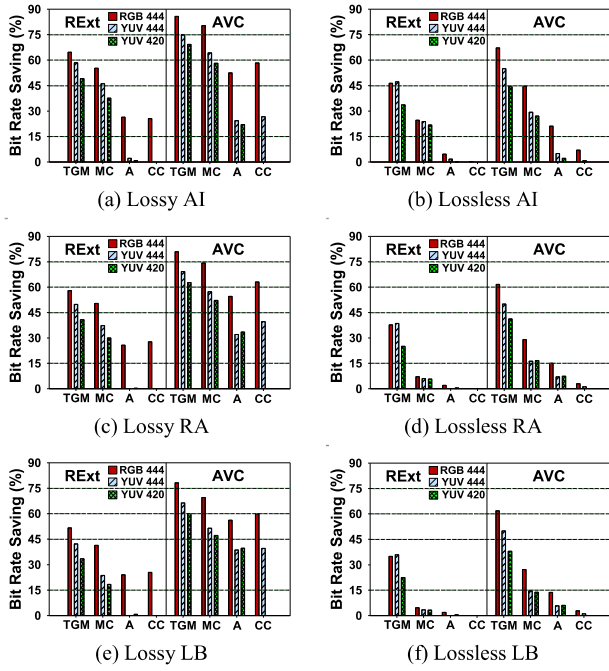 90
75
60
45
30
15
0
Bit Rate Saving (%)
RExt
AVC
RGB 444
YUV 444
YUV 420
TGM MC A CC TGM MC A CC
(a) Lossy AI
90
75
60
45
30
15
0
Bit Rate Saving (%)
RExt
AVC
RGB 444
YUV 444
YUV 420
TGM MC A CC TGM MC A CC
(b) Lossless AI
90
75
60
45
30
15
0
Bit Rate Saving (%)
RExt
AVC
RGB 444
YUV 444
YUV 420
TGM MC A CC TGM MC A CC
(c) Lossy RA
90
75
60
45
30
15
0
Bit Rate Saving (%)
RExt
AVC
RGB 444
YUV 444
YUV 420
TGM MC A CC TGM MC A CC
(d) Lossless RA
90
75
60
45
30
15
0
Bit Rate Saving (%)
RExt
AVC
RGB 444
YUV 444
YUV 420
TGM MC A CC TGM MC A CC
(e) Lossy LB
90
75
60
45
30
15
0
Bit Rate Saving (%)
RExt
AVC
RGB 444
YUV 444
YUV 420
TGM MC A CC TGM MC A CC
(f) Lossless LB